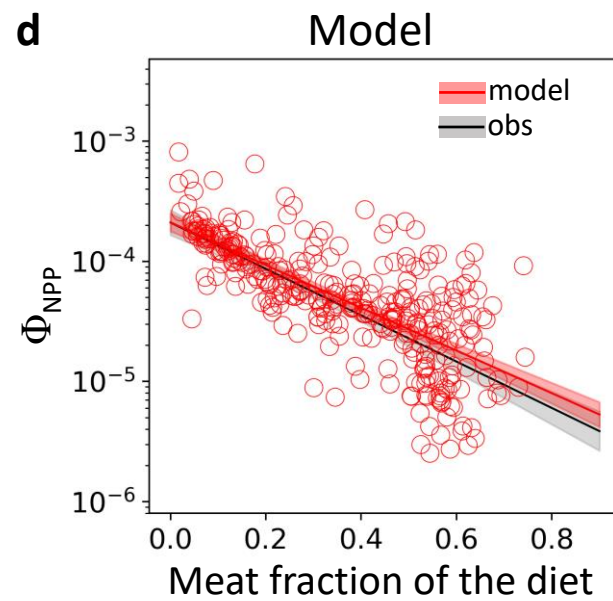 d
Model
model
obs
10⁻³
10⁻⁴
10⁻⁵
10⁻⁶
Φ_NPP
0.0 0.2 0.4 0.6 0.8
Meat fraction of the diet